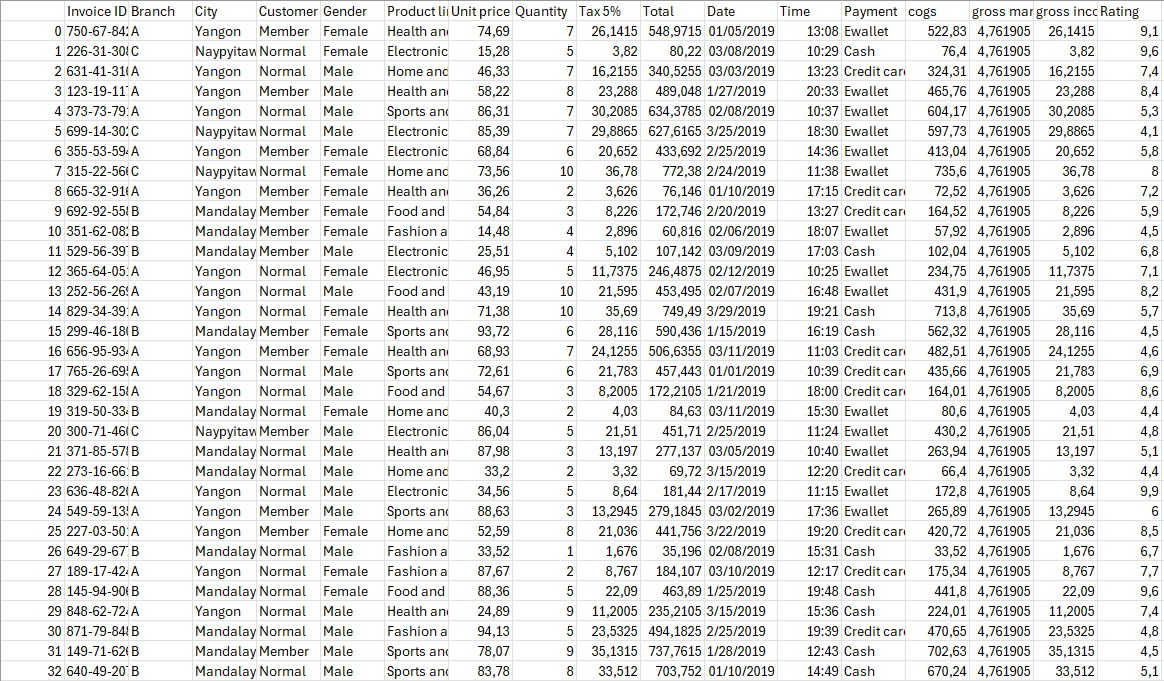 Invoice ID Branch City Customer Gender Product li Unit price Quantity Tax 5% Total Date Time Payment cogs gross mar gross inco Rating
0 750-67-84 A Yangon Member Female Health an 74,69 7 26,1415 548,9715 01/05/2019 13:08 Ewallet 522,83 4,761905 26,1415 9,1
1 226-31-308 C Naypyitaw Normal Female Electronic 15,28 5 3,82 80,22 03/08/2019 10:29 Cash 76,4 4,761905 3,82 9,6
2 631-41-310 A Yangon Normal Male Home and 46,33 7 16,2155 340,5255 03/03/2019 13:23 Credit car 324,31 4,761905 16,2155 7,4
3 123-19-117 A Yangon Member Male Health an 58,22 8 23,288 489,048 1/27/2019 20:33 Ewallet 465,76 4,761905 23,288 8,4
4 373-73-79 A Yangon Normal Male Sports an 86,31 7 30,2085 634,3785 02/08/2019 10:37 Ewallet 604,17 4,761905 30,2085 5,3
5 699-14-302 C Naypyitaw Normal Male Electronic 85,39 7 29,8865 627,6165 3/25/2019 18:30 Ewallet 597,73 4,761905 29,8865 4,1
6 355-53-594 A Yangon Member Female Electronic 68,84 6 20,652 433,692 2/25/2019 14:36 Ewallet 413,04 4,761905 20,652 5,8
7 315-22-566 C Naypyitaw Normal Female Home and 73,56 10 36,78 772,38 2/24/2019 11:38 Ewallet 735,6 4,761905 36,78 8
8 665-32-916 A Yangon Member Female Health an 36,26 2 3,626 76,146 01/10/2019 17:15 Credit car 72,52 4,761905 3,626 7,2
9 692-92-558 B Mandalay Member Female Food and 54,84 3 8,226 172,746 2/20/2019 13:27 Credit car 164,52 4,761905 8,226 5,9
10 351-62-082 B Mandalay Member Female Fashion a 14,48 4 2,896 60,816 02/06/2019 18:07 Ewallet 57,92 4,761905 2,896 4,5
11 529-56-397 B Mandalay Member Male Electronic 25,51 4 5,102 107,142 03/09/2019 17:03 Cash 102,04 4,761905 5,102 6,8
12 365-64-05 A Yangon Normal Female Electronic 46,95 5 11,7375 246,4875 02/12/2019 10:25 Ewallet 234,75 4,761905 11,7375 7,1
13 252-56-269 A Yangon Normal Male Food and 43,19 10 21,595 453,495 02/07/2019 16:48 Ewallet 431,9 4,761905 21,595 8,2
14 829-34-39 A Yangon Normal Female Health an 71,38 10 35,69 749,49 3/29/2019 19:21 Cash 713,8 4,761905 35,69 5,7
15 299-46-180 B Mandalay Member Female Sports an 93,72 6 28,116 590,436 1/15/2019 16:19 Cash 562,32 4,761905 28,116 4,5
16 656-95-934 A Yangon Member Female Health an 68,93 7 24,1255 506,6355 03/11/2019 11:03 Credit car 482,51 4,761905 24,1255 4,6
17 765-26-695 A Yangon Normal Male Sports an 72,61 6 21,783 457,443 01/01/2019 10:39 Credit car 435,66 4,761905 21,783 6,9
18 329-62-158 A Yangon Normal Male Food and 54,67 3 8,2005 172,2105 1/21/2019 18:00 Credit car 164,01 4,761905 8,2005 8,6
19 319-50-334 B Mandalay Normal Female Home and 40,3 2 4,03 84,63 03/11/2019 15:30 Ewallet 80,6 4,761905 4,03 4,4
20 300-71-460 C Naypyitaw Member Male Electronic 86,04 5 21,51 451,71 2/25/2019 11:24 Ewallet 430,2 4,761905 21,51 4,8
21 371-85-578 B Mandalay Normal Male Health an 87,98 3 13,197 277,137 03/05/2019 10:40 Ewallet 263,94 4,761905 13,197 5,1
22 273-16-66 B Mandalay Normal Male Home and 33,2 2 3,32 69,72 3/15/2019 12:20 Credit car 66,4 4,761905 3,32 4,4
23 636-48-820 A Yangon Normal Male Electronic 34,56 5 8,64 181,44 2/17/2019 11:15 Ewallet 172,8 4,761905 8,64 9,9
24 549-59-13 A Yangon Member Male Sports an 88,63 3 13,2945 279,1845 03/02/2019 17:36 Ewallet 265,89 4,761905 13,2945 6
25 227-03-50 A Yangon Member Female Home and 52,59 8 21,036 441,756 3/22/2019 19:20 Credit car 420,72 4,761905 21,036 8,5
26 649-29-677 B Mandalay Normal Male Fashion a 33,52 1 1,676 35,196 02/08/2019 15:31 Cash 33,52 4,761905 1,676 6,7
27 189-17-424 A Yangon Normal Female Fashion a 87,67 2 8,767 184,107 03/10/2019 12:17 Credit car 175,34 4,761905 8,767 7,7
28 145-94-906 B Mandalay Normal Female Food and 88,36 5 22,09 463,89 1/25/2019 19:48 Cash 441,8 4,761905 22,09 9,6
29 848-62-724 A Yangon Normal Male Health an 24,89 9 11,2005 235,2105 3/15/2019 15:36 Cash 224,01 4,761905 11,2005 7,4
30 871-79-848 B Mandalay Normal Male Fashion a 94,13 5 23,5325 494,1825 2/25/2019 19:39 Credit car 470,65 4,761905 23,5325 4,8
31 149-71-626 B Mandalay Member Male Sports an 78,07 9 35,1315 737,7615 1/28/2019 12:43 Cash 702,63 4,761905 35,1315 4,5
32 640-49-207 B Mandalay Normal Male Sports an 83,78 8 33,512 703,752 01/10/2019 14:49 Cash 670,24 4,761905 33,512 5,1